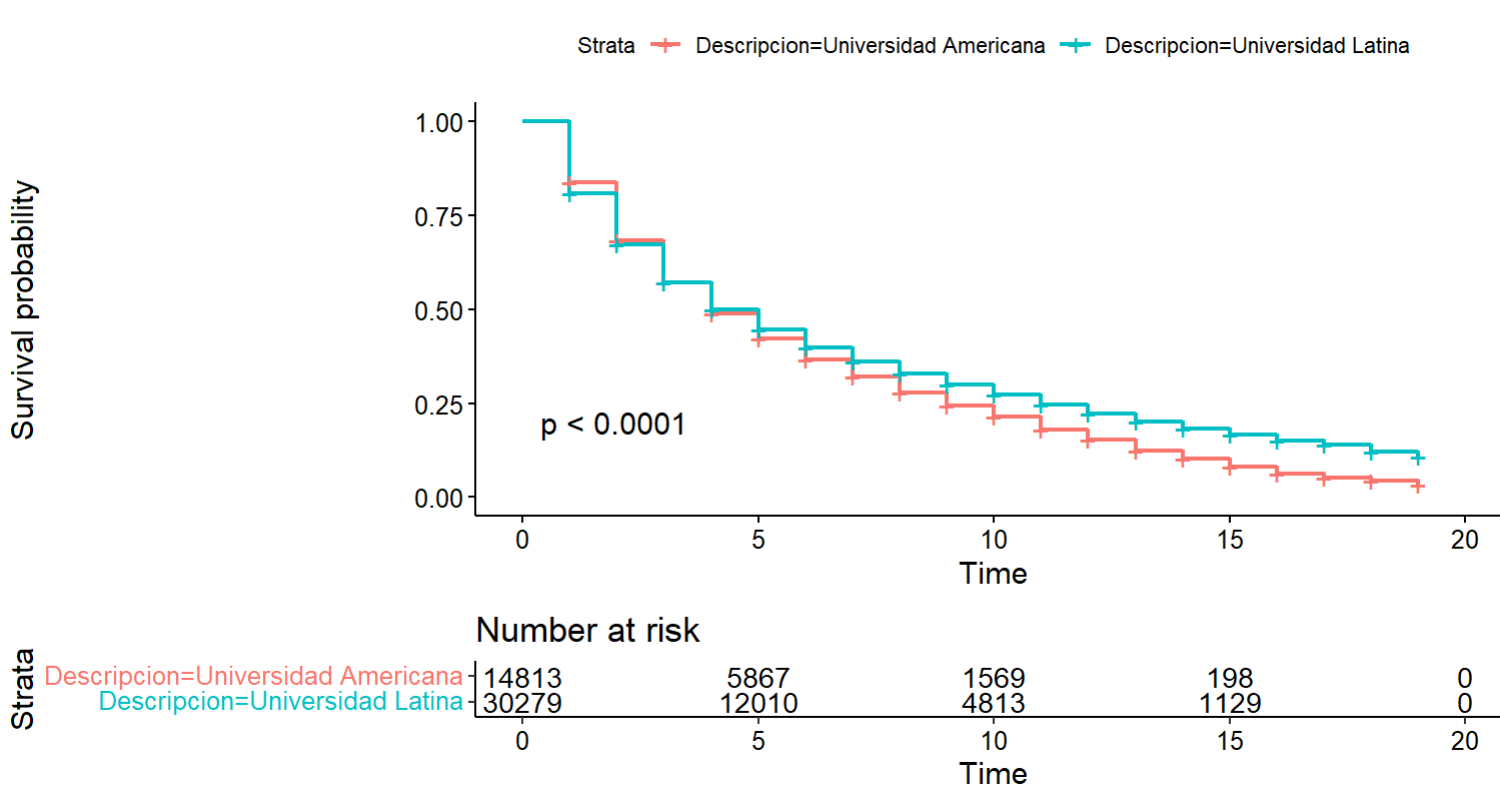 Strata Descripcion=Universidad Americana Descripcion=Universidad Latina
Survival probability
1.00
0.75
0.50
0.25
0.00
p < 0.0001
0 5 10 15 20
Time
Number at risk
Strata
Descripcion=Universidad Americana 14813 5867 1569 198 0
Descripcion=Universidad Latina 30279 12010 4813 1129 0
0 5 10 15 20
Time